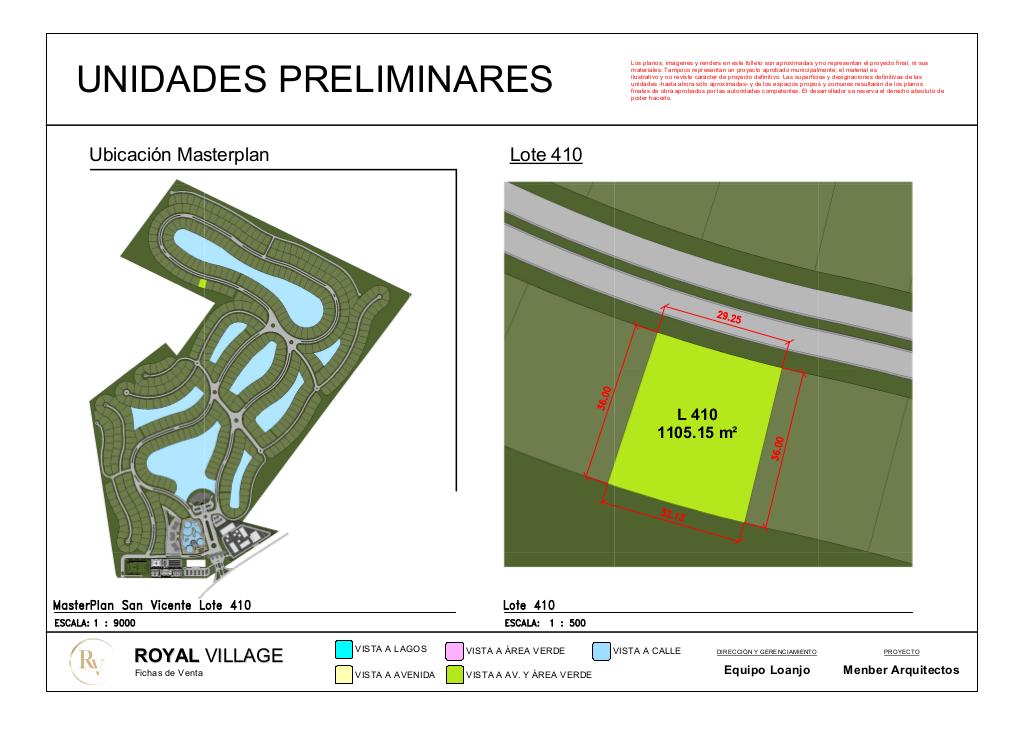 UNIDADES PRELIMINARES
Los planos, imágenes y renders en este folleto son aproximadas y no representan el proyecto final, ni sus
materiales. Tampoco representan un proyecto aprobado municipalmente, el material es
ilustrativo y no reviste carácter de proyecto definitivo. Las superficies y designaciones definitivas de las
unidades -hasta ahora sólo aproximadas- y de los espacios propios y comunes resultarán de los planos
finales de obra aprobados por las autoridades competentes. El desarrollador se reserva el derecho absoluto de
poder hacerlo.
Ubicación Masterplan
Lote 410
29.25
36.00
L 410
1105.15 m²
36.00
32.13
MasterPlan San Vicente Lote 410
ESCALA: 1 : 9000
Lote 410
ESCALA: 1 : 500
RV
ROYAL VILLAGE
Fichas de Venta
VISTA A LAGOS
VISTA A ÁREA VERDE
VISTA A CALLE
VISTA A AVENIDA
VISTA A AV. Y ÁREA VERDE
DIRECCIÓN Y GERENCIAMIENTO
Equipo Loanjo
PROYECTO
Menber Arquitectos